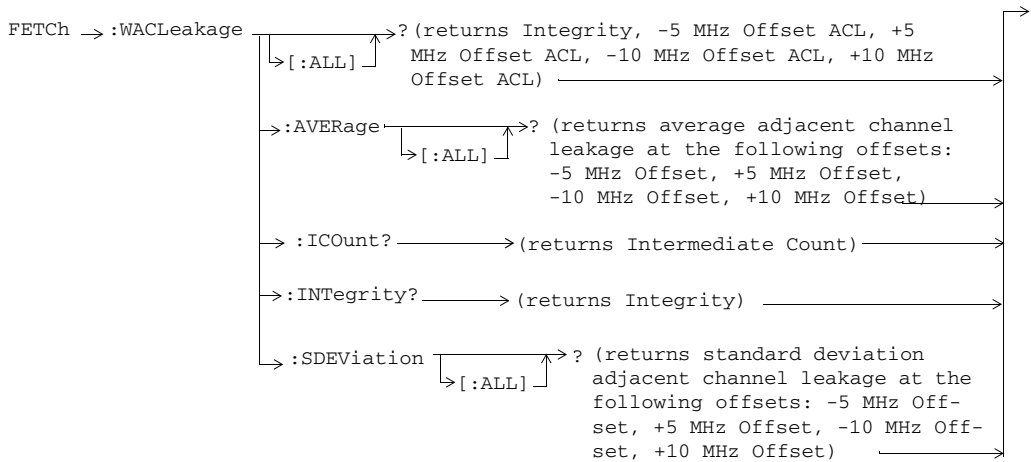 FETCh :WACLeakage ? (returns Integrity, -5 MHz Offset ACL, +5
[:ALL] MHz Offset ACL, -10 MHz Offset ACL, +10 MHz
Offset ACL)
:AVERage ? (returns average adjacent channel
[:ALL] leakage at the following offsets:
-5 MHz Offset, +5 MHz Offset,
-10 MHz Offset, +10 MHz Offset)
:ICOunt? (returns Intermediate Count)
:INTegrity? (returns Integrity)
:SDEViation ? (returns standard deviation
[:ALL] adjacent channel leakage at the
following offsets: -5 MHz Off-
set, +5 MHz Offset, -10 MHz Off-
set, +10 MHz Offset)